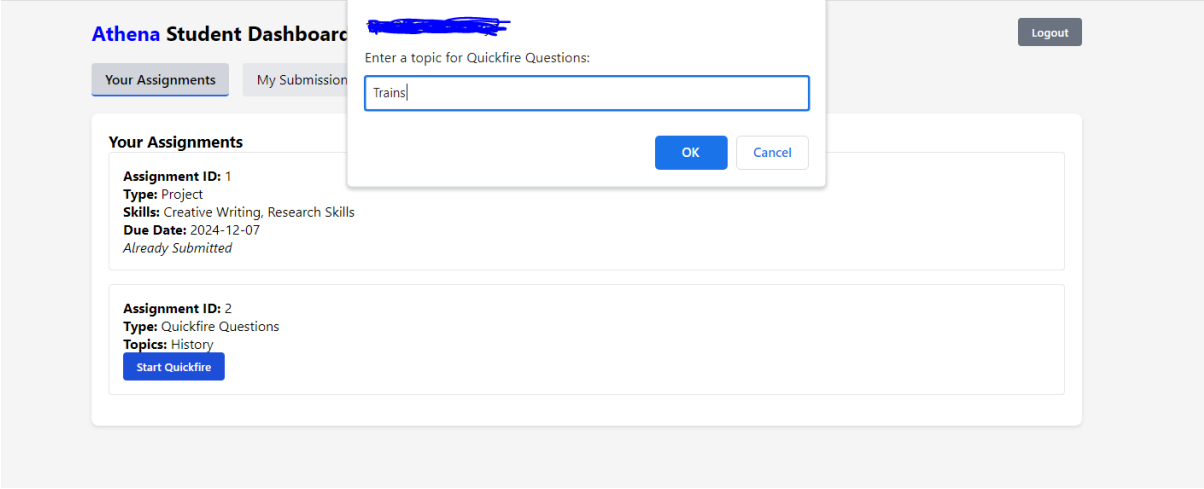 Athena Student Dashboard
Logout
Your Assignments
My Submission
Enter a topic for Quickfire Questions:
Trains
OK
Cancel
Your Assignments
Assignment ID: 1
Type: Project
Skills: Creative Writing, Research Skills
Due Date: 2024-12-07
Already Submitted
Assignment ID: 2
Type: Quickfire Questions
Topics: History
Start Quickfire